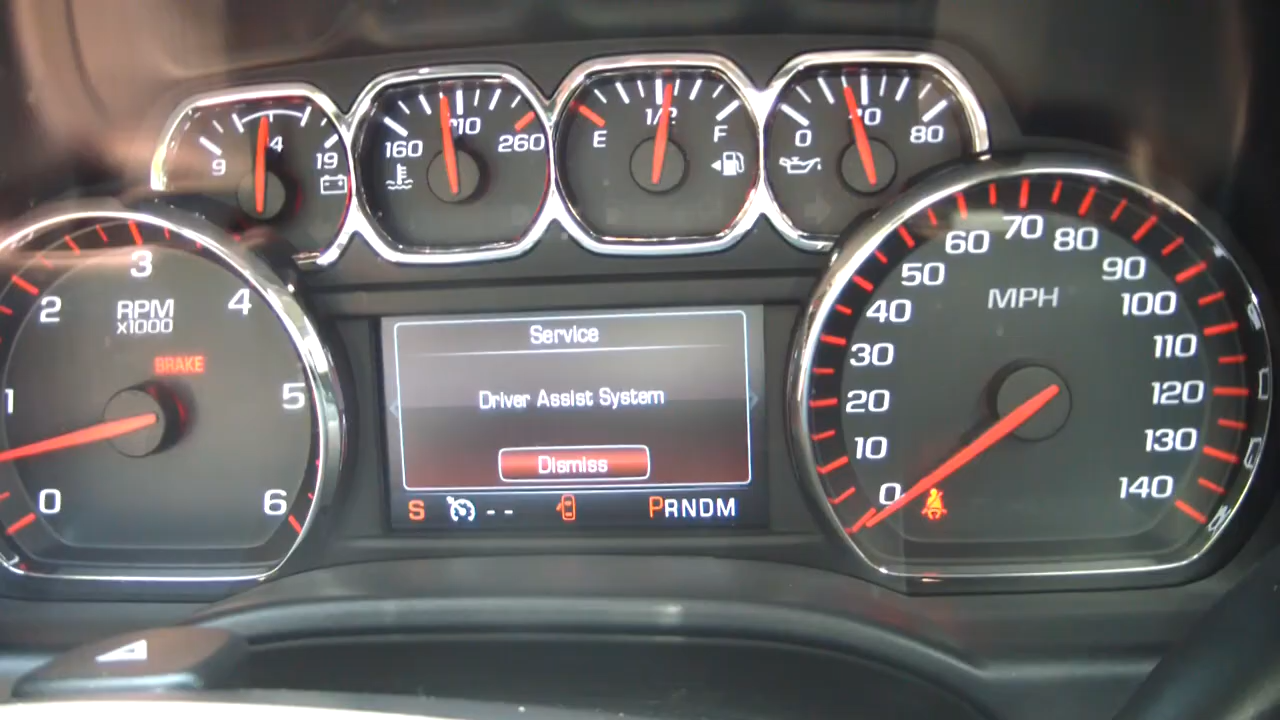 9 14 19
160 210 260
E 1/2 F
0 40 80
0 1 2 3 4 5 6
RPM
x1000
BRAKE
Service
Driver Assist System
Dismiss
S -- PRNDM
0 10 20 30 40 50 60 70 80 90 100 110 120 130 140
MPH